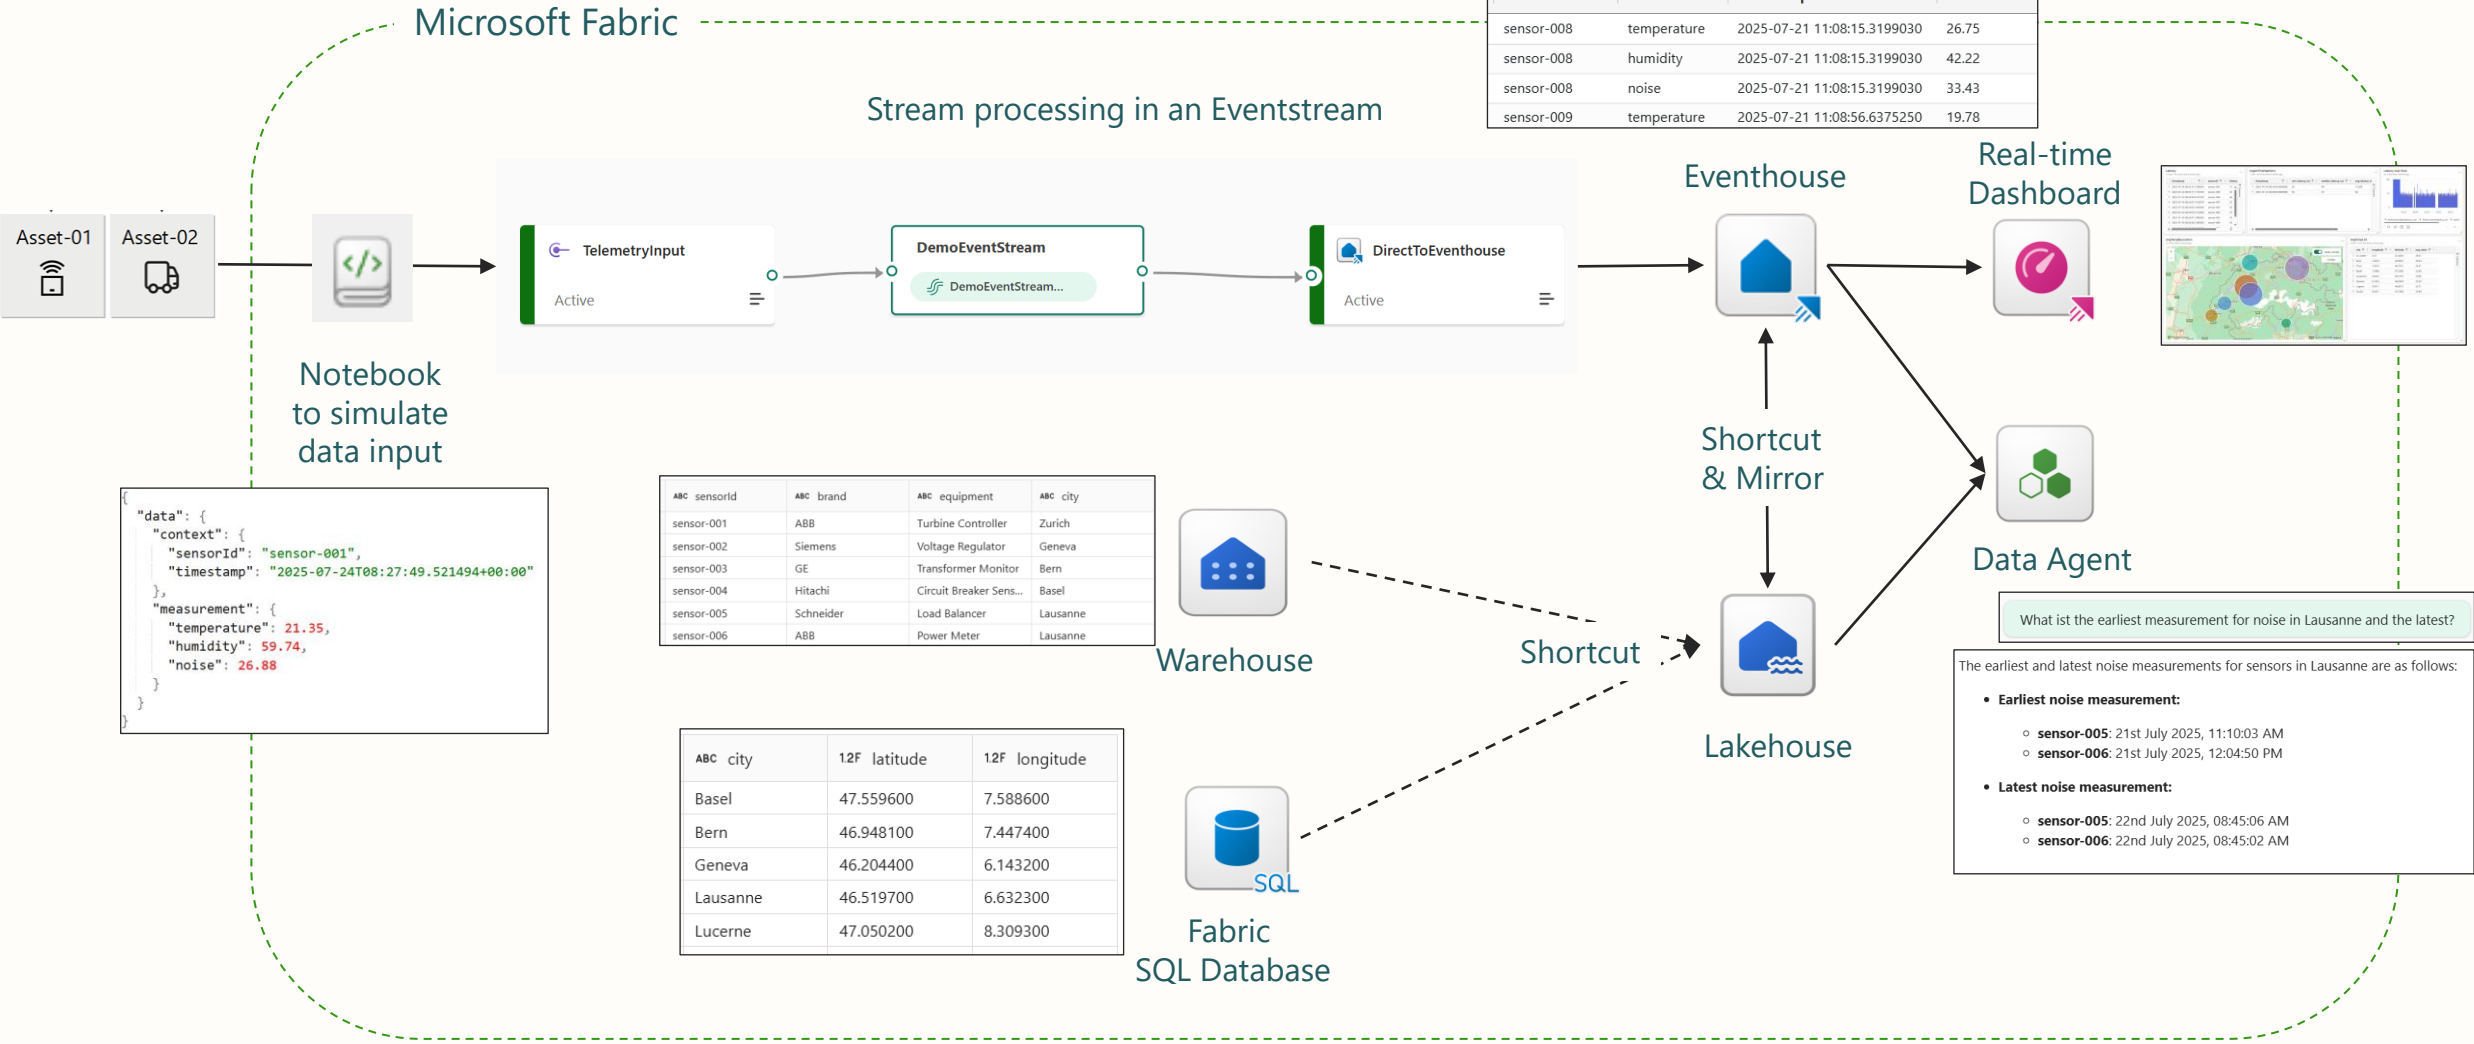 Microsoft Fabric
sensor-008 temperature 2025-07-21 11:08:15.3199030 26.75
sensor-008 humidity 2025-07-21 11:08:15.3199030 42.22
sensor-008 noise 2025-07-21 11:08:15.3199030 33.43
sensor-009 temperature 2025-07-21 11:08:56.6375250 19.78
Stream processing in an Eventstream
Asset-01
Asset-02
</>
Notebook
to simulate
data input
TelemetryInput
Active
DemoEventStream
DemoEventStream...
DirectToEventhouse
Active
Eventhouse
Real-time
Dashboard
Shortcut
& Mirror
Data Agent
{
"data": {
"context": {
"sensorId": "sensor-001",
"timestamp": "2025-07-24T08:27:49.521494+00:00"
},
"measurement": {
"temperature": 21.35,
"humidity": 59.74,
"noise": 26.88
}
}
}
ABC sensorId ABC brand ABC equipment ABC city
sensor-001 ABB Turbine Controller Zurich
sensor-002 Siemens Voltage Regulator Geneva
sensor-003 GE Transformer Monitor Bern
sensor-004 Hitachi Circuit Breaker Sens... Basel
sensor-005 Schneider Load Balancer Lausanne
sensor-006 ABB Power Meter Lausanne
Warehouse
Shortcut
Lakehouse
ABC city 1.2F latitude 1.2F longitude
Basel 47.559600 7.588600
Bern 46.948100 7.447400
Geneva 46.204400 6.143200
Lausanne 46.519700 6.632300
Lucerne 47.050200 8.309300
SQL
Fabric
SQL Database
What ist the earliest measurement for noise in Lausanne and the latest?
The earliest and latest noise measurements for sensors in Lausanne are as follows:
• Earliest noise measurement:
○ sensor-005: 21st July 2025, 11:10:03 AM
○ sensor-006: 21st July 2025, 12:04:50 PM
• Latest noise measurement:
○ sensor-005: 22nd July 2025, 08:45:06 AM
○ sensor-006: 22nd July 2025, 08:45:02 AM